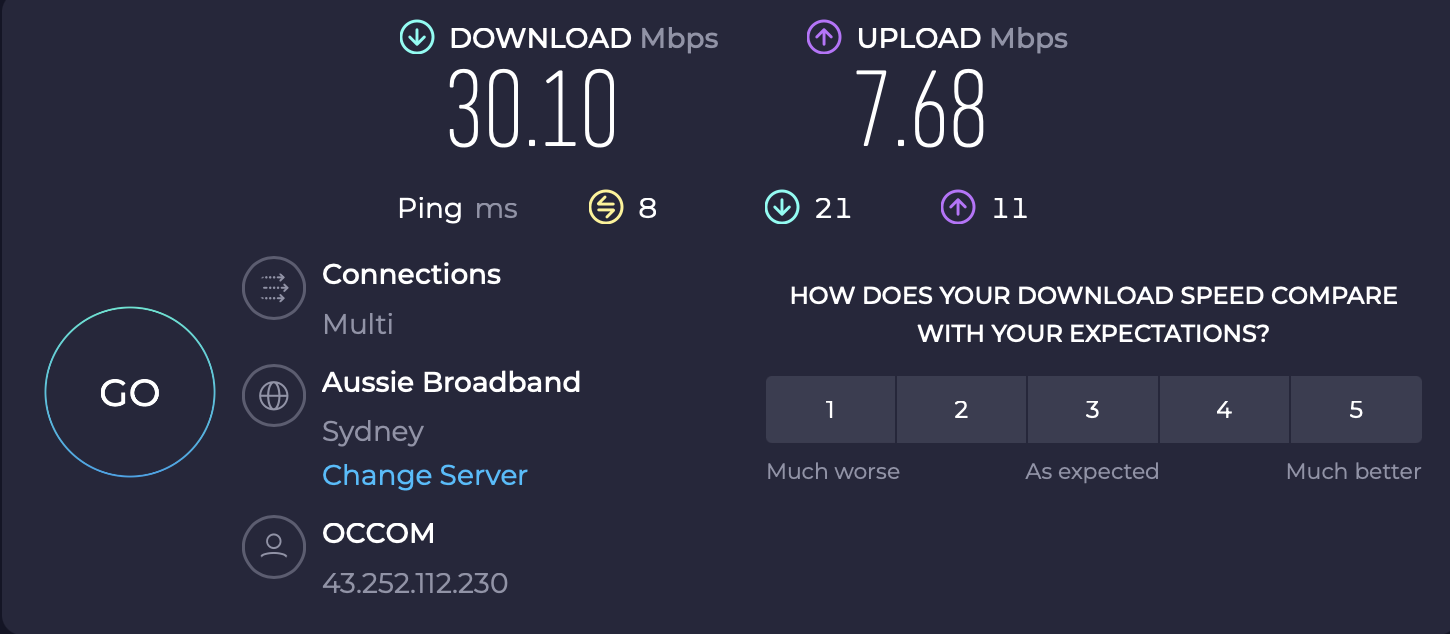 DOWNLOAD Mbps
30.10
UPLOAD Mbps
7.68
Ping ms 8 21 11
GO
Connections
Multi
Aussie Broadband
Sydney
Change Server
OCCOM
43.252.112.230
HOW DOES YOUR DOWNLOAD SPEED COMPARE
WITH YOUR EXPECTATIONS?
1 2 3 4 5
Much worse As expected Much better